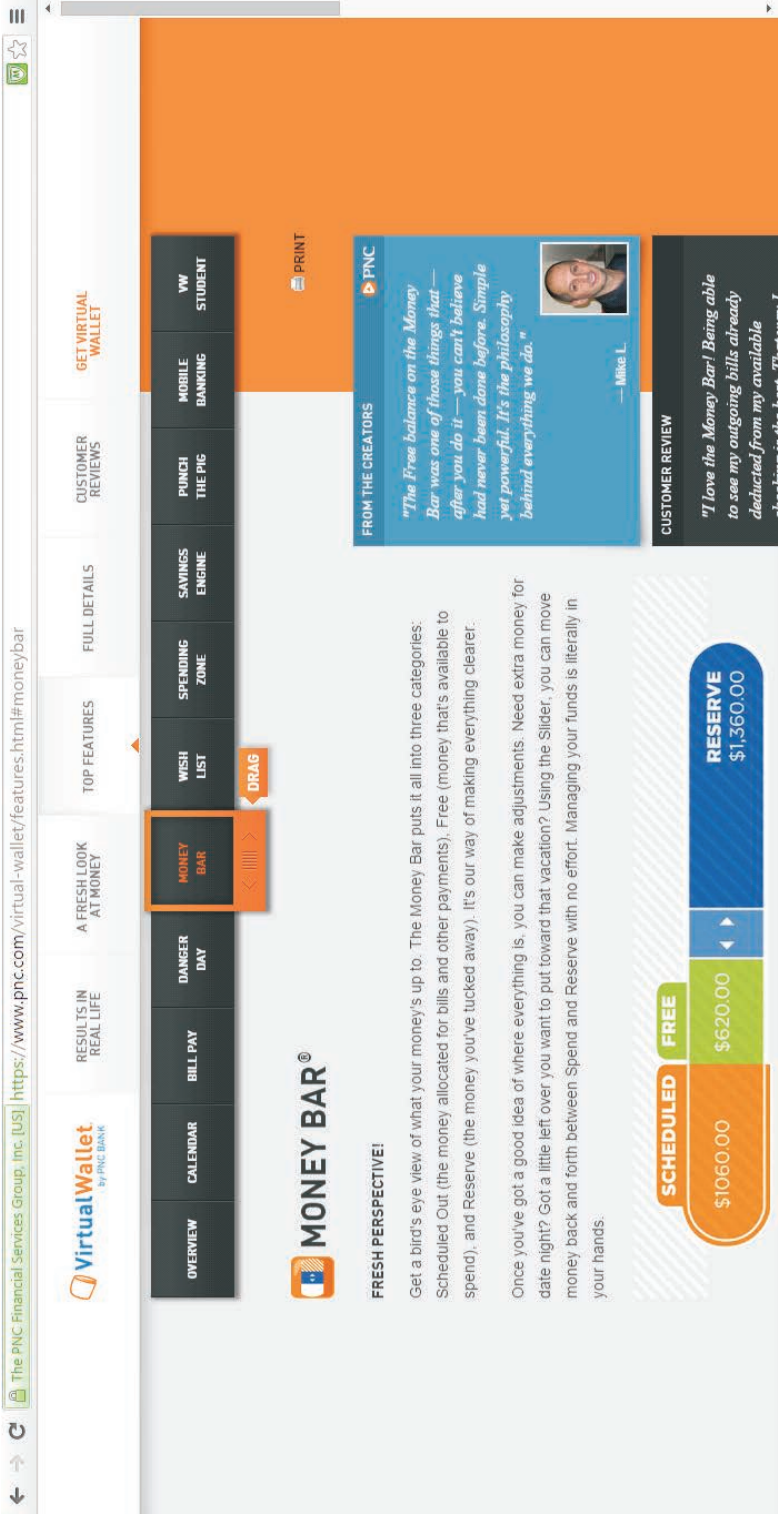 The PNC Financial Services Group, Inc. [US] https://www.pnc.com/virtual-wallet/features.html#moneybar
VirtualWallet
by PNC BANK
RESULTS IN
REAL LIFE
A FRESH LOOK
AT MONEY
TOP FEATURES
FULL DETAILS
CUSTOMER
REVIEWS
GET VIRTUAL
WALLET
OVERVIEW
CALENDAR
BILL PAY
DANGER
DAY
MONEY
BAR
WISH
LIST
SPENDING
ZONE
SAVINGS
ENGINE
PUNCH
THE PIG
MOBILE
BANKING
VW
STUDENT
DRAG
MONEY BAR®
PRINT
FRESH PERSPECTIVE!
Get a bird's eye view of what your money's up to. The Money Bar puts it all into three categories:
Scheduled Out (the money allocated for bills and other payments), Free (money that's available to
spend), and Reserve (the money you've tucked away). It's our way of making everything clearer.
Once you've got a good idea of where everything is, you can make adjustments. Need extra money for
date night? Got a little left over you want to put toward that vacation? Using the Slider, you can move
money back and forth between Spend and Reserve with no effort. Managing your funds is literally in
your hands.
SCHEDULED
FREE
$1060.00
$620.00
RESERVE
$1,360.00
FROM THE CREATORS
PNC
"The Free balance on the Money
Bar was one of those things that —
after you do it — you can't believe
had never been done before. Simple
yet powerful. It's the philosophy
behind everything we do."
— Mike L.
CUSTOMER REVIEW
"I love the Money Bar! Being able
to see my outgoing bills already
deducted from my available